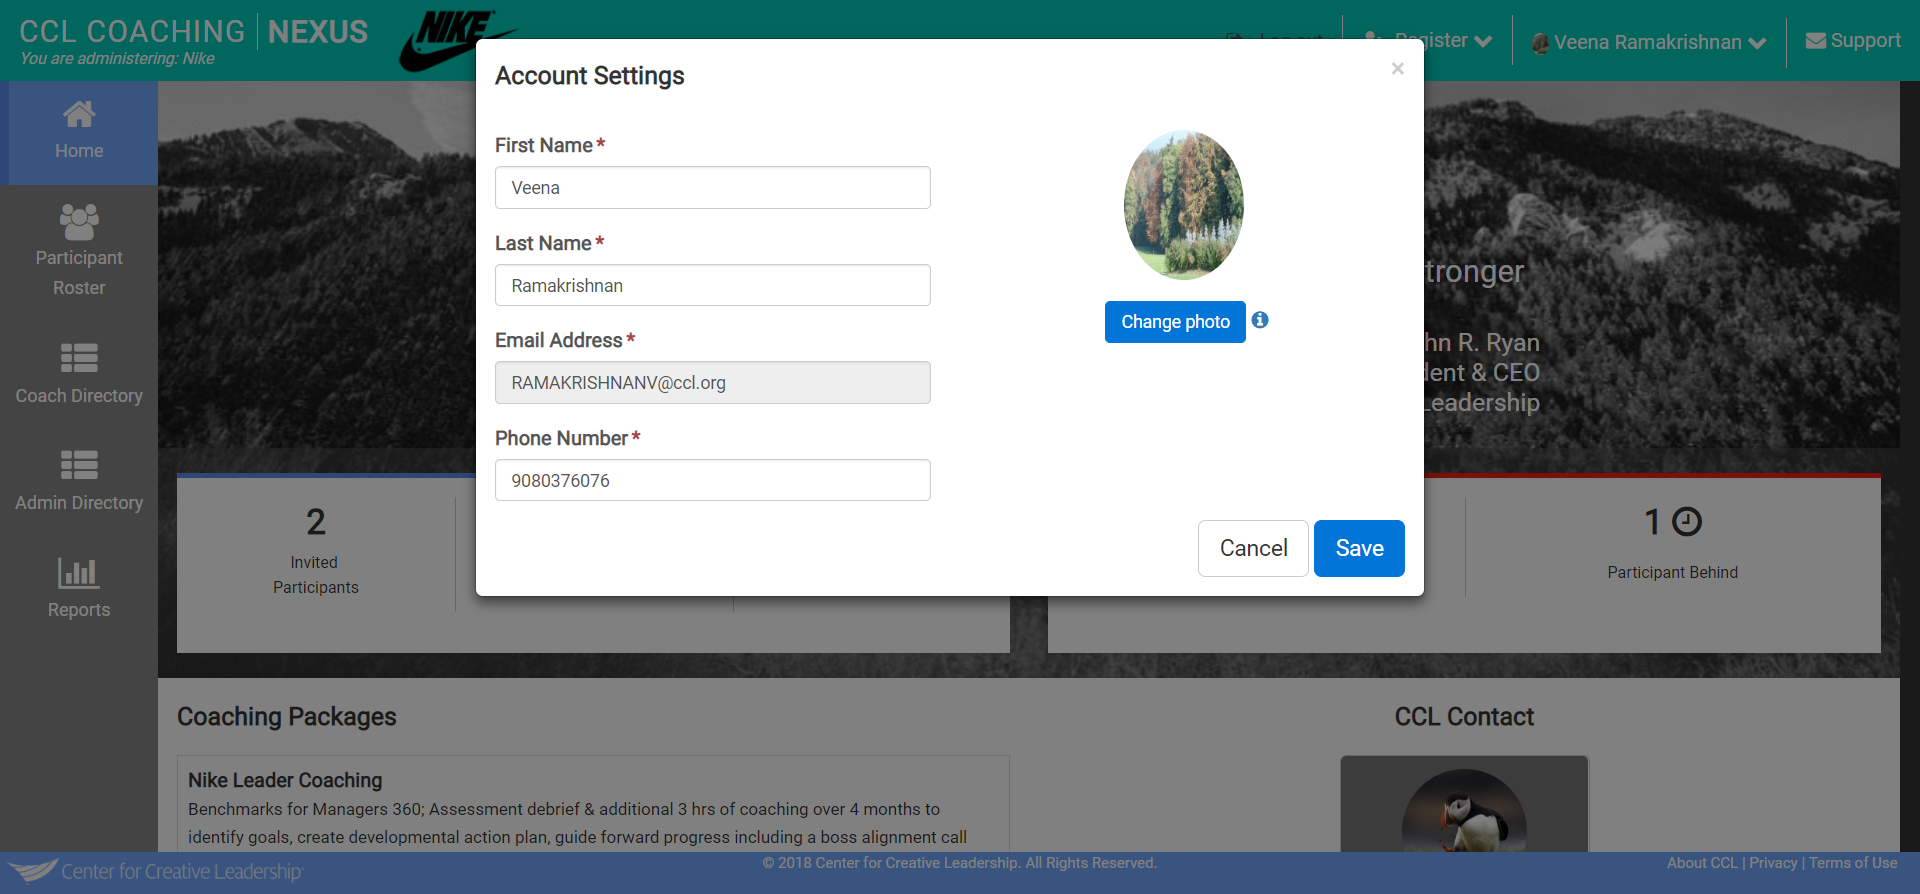 CCL COACHING NEXUS
You are administering: Nike
NIKE
Register
Veena Ramakrishnan
Support
Home
Participant
Roster
Coach Directory
Admin Directory
Reports
Account Settings
×
First Name *
Veena
Last Name *
Ramakrishnan
Email Address *
RAMAKRISHNANV@ccl.org
Phone Number *
9080376076
Change photo
Cancel
Save
tronger
hn R. Ryan
dent & CEO
Leadership
2
Invited
Participants
1
Participant Behind
Coaching Packages
Nike Leader Coaching
Benchmarks for Managers 360; Assessment debrief & additional 3 hrs of coaching over 4 months to
identify goals, create developmental action plan, guide forward progress including a boss alignment call
CCL Contact
Center for Creative Leadership
© 2018 Center for Creative Leadership. All Rights Reserved.
About CCL | Privacy | Terms of Use